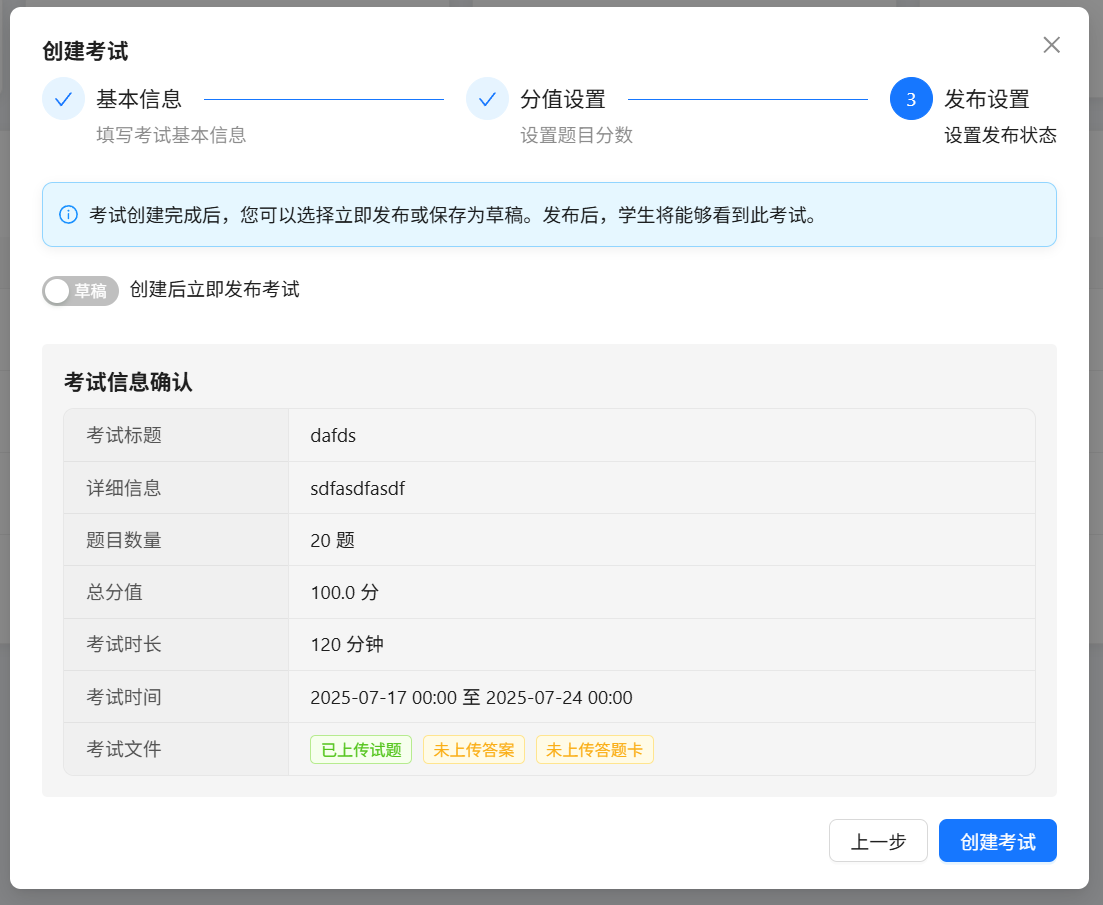 创建考试
基本信息
填写考试基本信息
分值设置
设置题目分数
3
发布设置
设置发布状态
考试创建完成后，您可以选择立即发布或保存为草稿。发布后，学生将能够看到此考试。
草稿 创建后立即发布考试
考试信息确认
考试标题 dafds
详细信息 sdfasdfasdf
题目数量 20 题
总分值 100.0 分
考试时长 120 分钟
考试时间 2025-07-17 00:00 至 2025-07-24 00:00
考试文件 已上传试题 未上传答案 未上传答题卡
上一步 创建考试